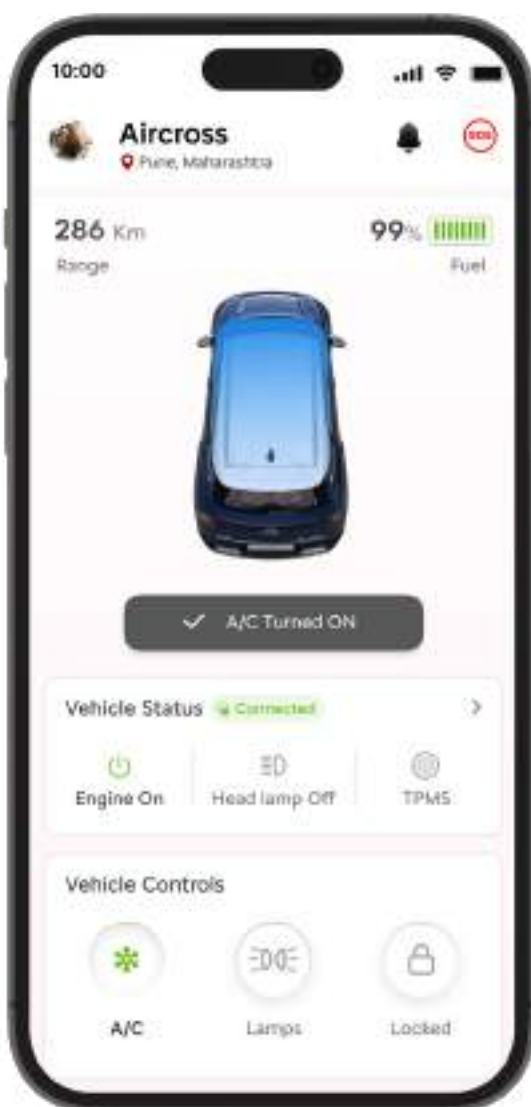 10:00
Aircross
SOS
Pune, Maharashtra
286 Km
99%
Range
Fuel
A/C Turned ON
Vehicle Status
Connected
Engine On
Head lamp Off
TPMS
Vehicle Controls
A/C
Lamps
Locked